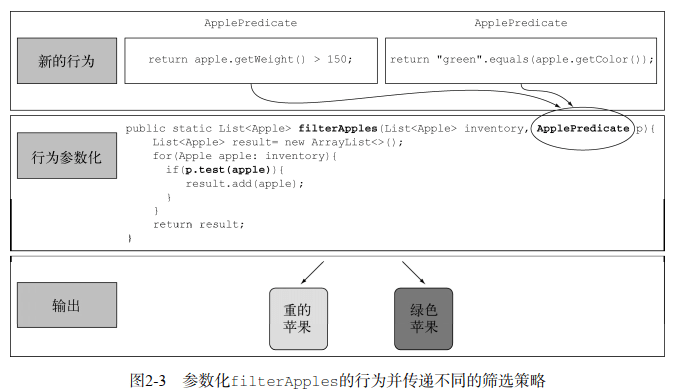 ApplePredicate ApplePredicate
新的行为 return apple.getWeight() > 150; return "green".equals(apple.getColor());
public static List<Apple> filterApples(List<Apple> inventory, ApplePredicate p){
List<Apple> result= new ArrayList<>();
行为参数化 for(Apple apple: inventory){
if(p.test(apple)){
result.add(apple);
}
}
return result;
}
输出
重的
苹果
绿色
苹果
图2-3 参数化filterApples的行为并传递不同的筛选策略